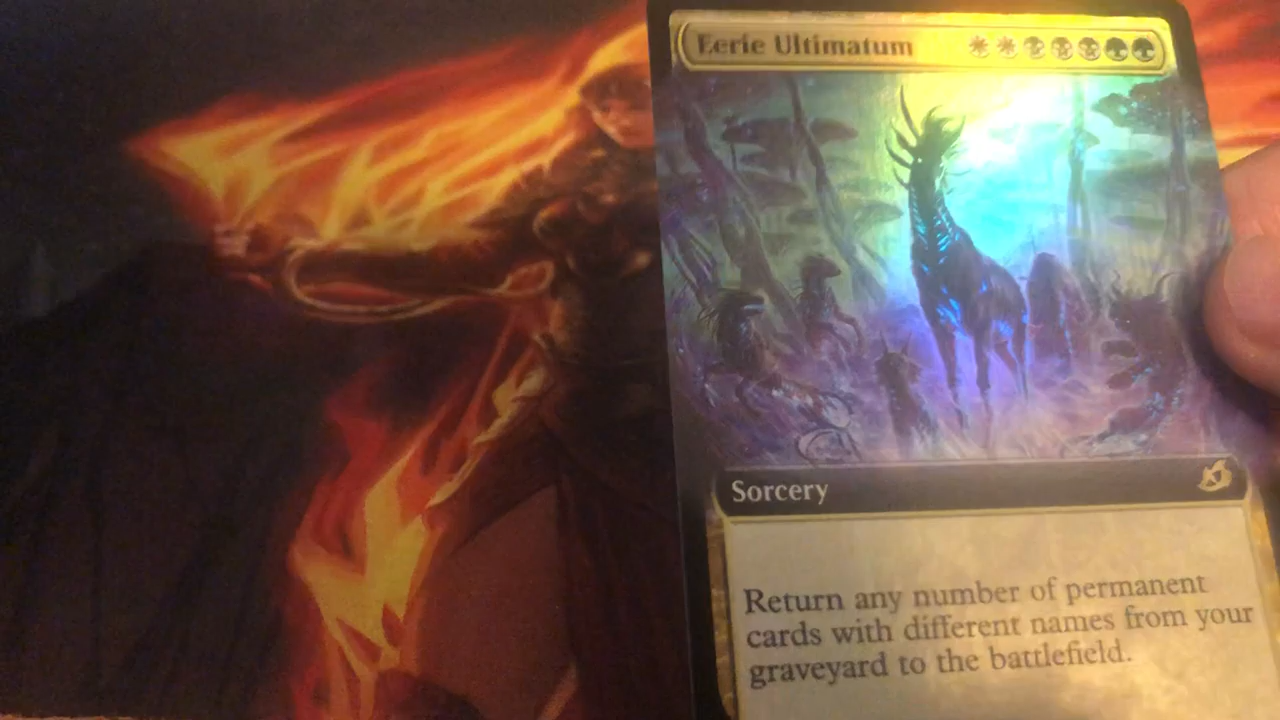 Eerie Ultimatum
Sorcery
Return any number of permanent
cards with different names from your
graveyard to the battlefield.